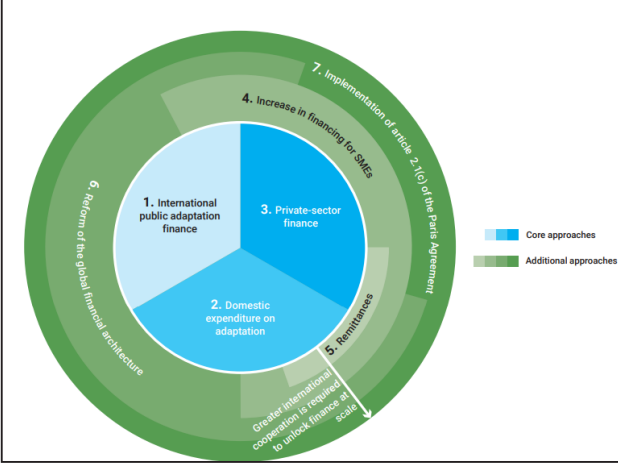 7. Implementation of article 2.1(c) of the Paris Agreement
4. Increase in financing for SMEs
6. Reform of the global financial architecture
1. International
public adaptation
finance
3. Private-sector
finance
2. Domestic
expenditure on
adaptation
5. Remittances
Greater international
cooperation is required
to unlock finance at
scale
Core approaches
Additional approaches